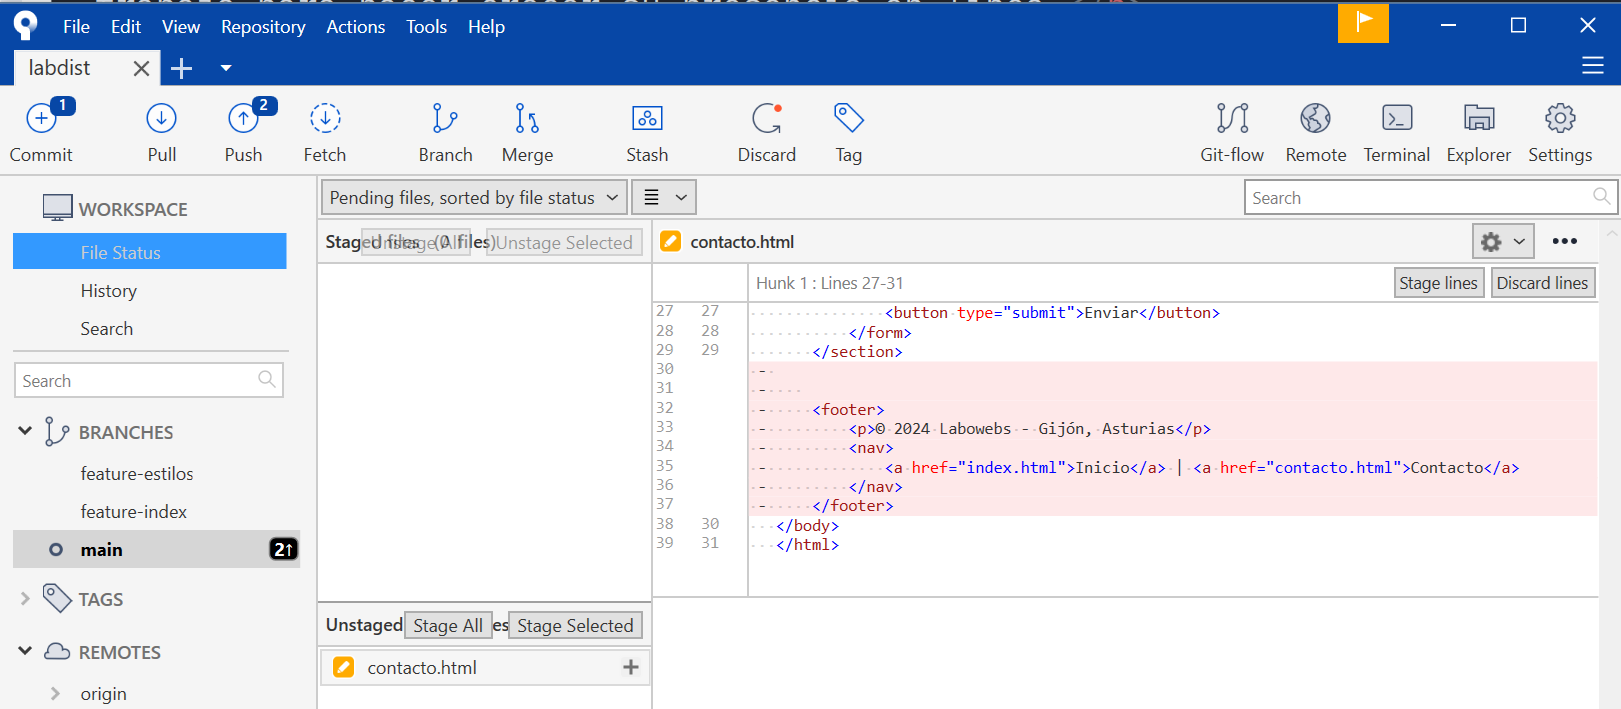 File Edit View Repository Actions Tools Help
labdist
1 2
Commit Pull Push Fetch Branch Merge Stash Discard Tag Git-flow Remote Terminal Explorer Settings
WORKSPACE
File Status
History
Search
Search
BRANCHES
feature-estilos
feature-index
main 2↑
TAGS
REMOTES
origin
Pending files, sorted by file status
Search
Staged files (0 files) Unstage All Unstage Selected
Unstaged Stage All es Stage Selected
contacto.html +
contacto.html
Hunk 1 : Lines 27-31 Stage lines Discard lines
27 27 <button type="submit">Enviar</button>
28 28 </form>
29 29 </section>
30 -
31 -
32 - <footer>
33 - <p>© 2024 Labowebs - Gijón, Asturias</p>
34 - <nav>
35 - <a href="index.html">Inicio</a> | <a href="contacto.html">Contacto</a>
36 - </nav>
37 - </footer>
38 30 </body>
39 31 </html>